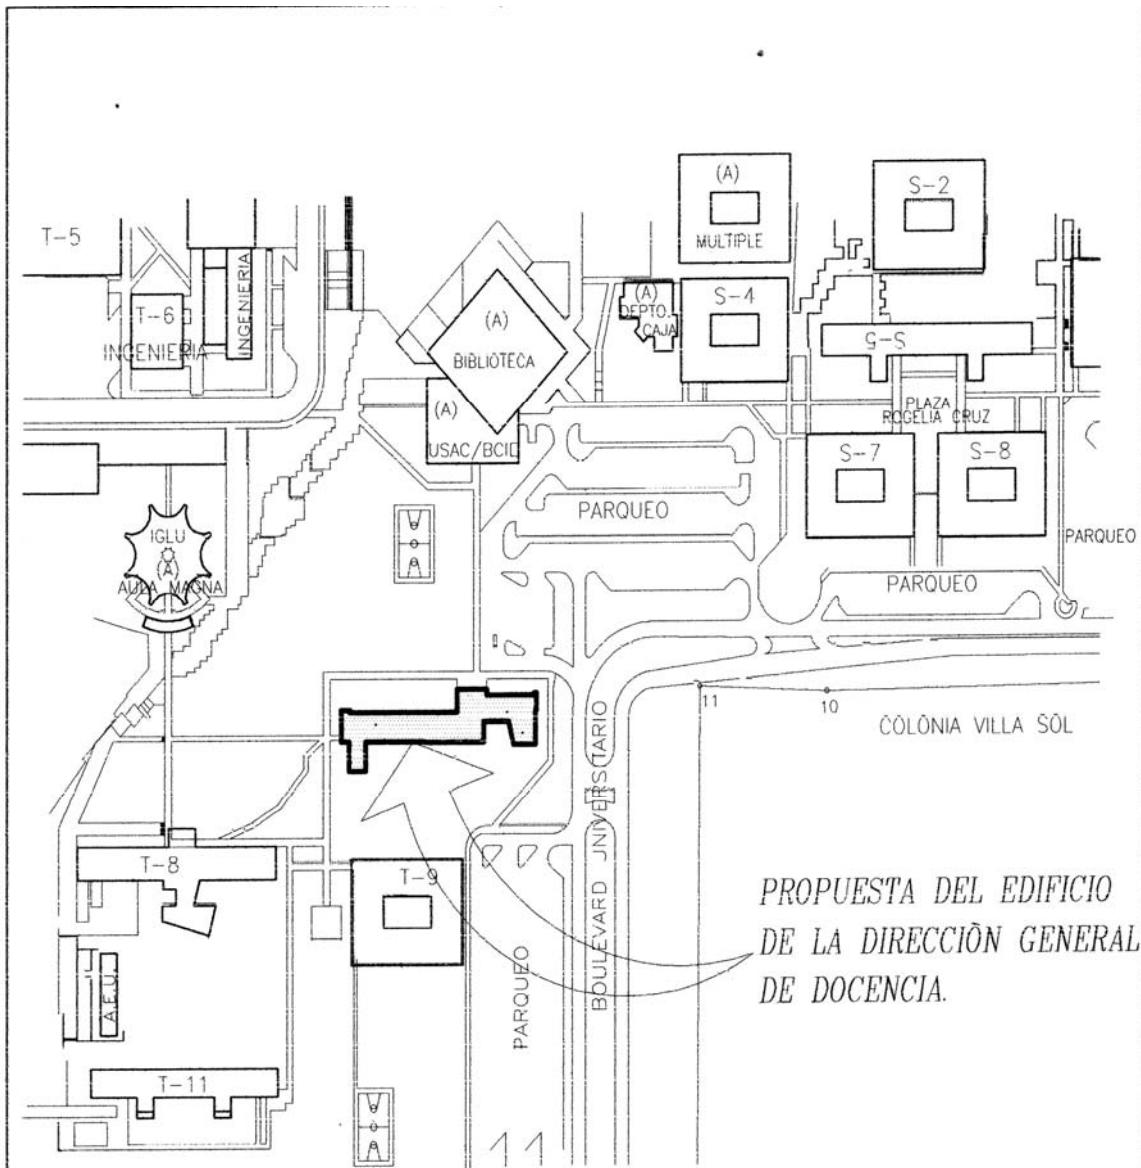 (A)
MULTIPLE
S-2
T-5
T-6
INGENIERIA
INGENIERIA
(A)
BIBLIOTECA
(A)
DEPTO.
CAJA
S-4
S-5
(A)
USAC/BCIE
PLAZA
ROGELIA CRUZ
S-7
S-8
PARQUEO
PARQUEO
PARQUEO
IGLU
(A)
AULA MAGNA
11
10
COLONIA VILLA SOL
BOULEVARD UNIVERSITARIO
T-8
T-9
PROPUESTA DEL EDIFICIO
DE LA DIRECCIÒN GENERAL
DE DOCENCIA.
PARQUEO
A.E.U.
T-11